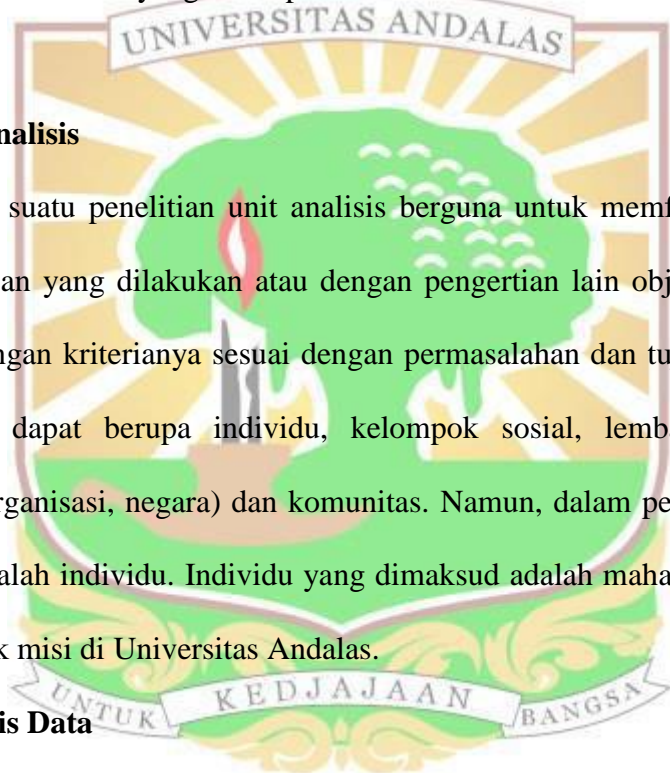 UNIVERSITAS ANDALAS
nalisis
suatu penelitian unit analisis berguna untuk memf
an yang dilakukan atau dengan pengertian lain obj
ngan kriterianya sesuai dengan permasalahan dan tu
dapat berupa individu, kelompok sosial, lemba
rganisasi, negara) dan komunitas. Namun, dalam pe
alah individu. Individu yang dimaksud adalah maha
k misi di Universitas Andalas.
UNTUK KEDJAJAAN BANGSA
is Data